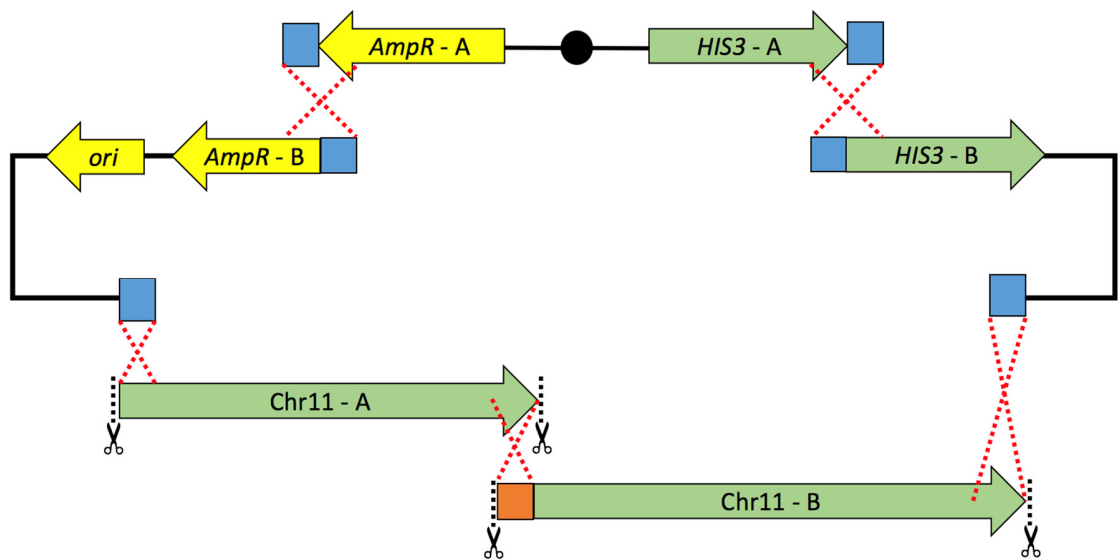 AmpR - A
HIS3 - A
ori
AmpR - B
HIS3 - B
Chr11 - A
Chr11 - B